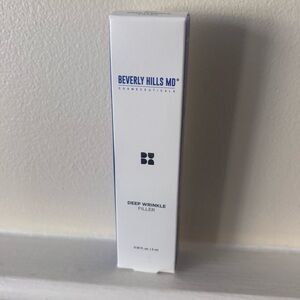 BEVERLY HILLS MD®
COSMECEUTICALS
DEEP WRINKLE
FILLER